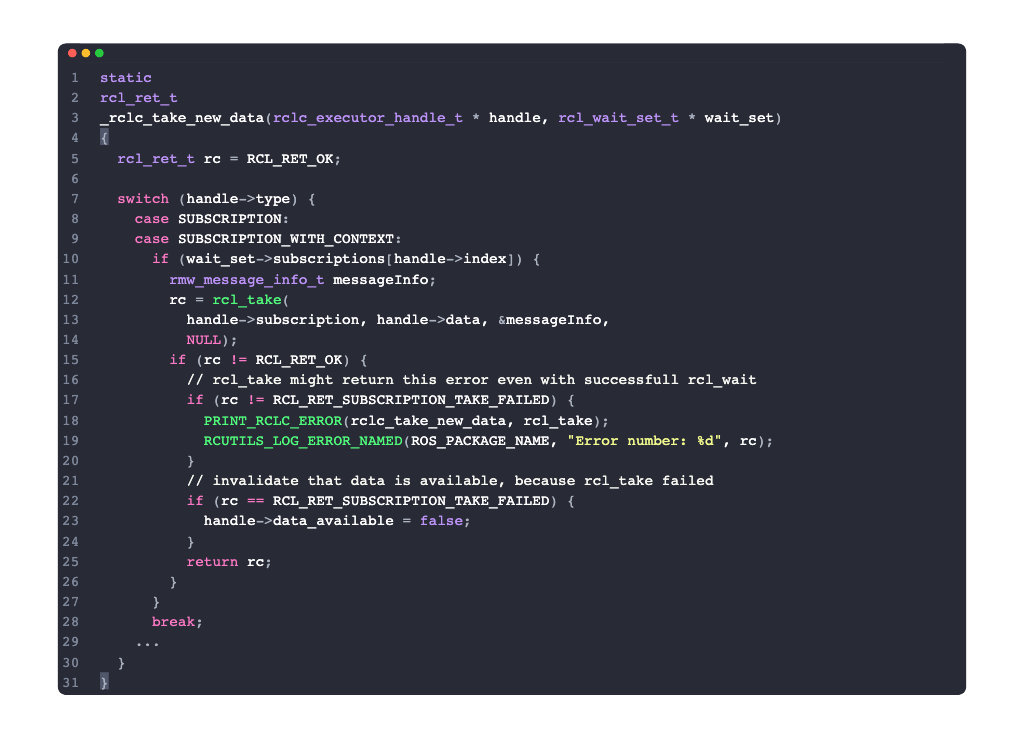 1 static
2 rcl_ret_t
3 _rclc_take_new_data(rclc_executor_handle_t * handle, rcl_wait_set_t * wait_set)
4 {
5   rcl_ret_t rc = RCL_RET_OK;
6
7   switch (handle->type) {
8     case SUBSCRIPTION:
9     case SUBSCRIPTION_WITH_CONTEXT:
10       if (wait_set->subscriptions[handle->index]) {
11         rmw_message_info_t messageInfo;
12         rc = rcl_take(
13           handle->subscription, handle->data, &messageInfo,
14           NULL);
15         if (rc != RCL_RET_OK) {
16           // rcl_take might return this error even with successfull rcl_wait
17           if (rc != RCL_RET_SUBSCRIPTION_TAKE_FAILED) {
18             PRINT_RCLC_ERROR(rclc_take_new_data, rcl_take);
19             RCUTILS_LOG_ERROR_NAMED(ROS_PACKAGE_NAME, "Error number: %d", rc);
20           }
21           // invalidate that data is available, because rcl_take failed
22           if (rc == RCL_RET_SUBSCRIPTION_TAKE_FAILED) {
23             handle->data_available = false;
24           }
25           return rc;
26         }
27       }
28       break;
29     ...
30   }
31 }